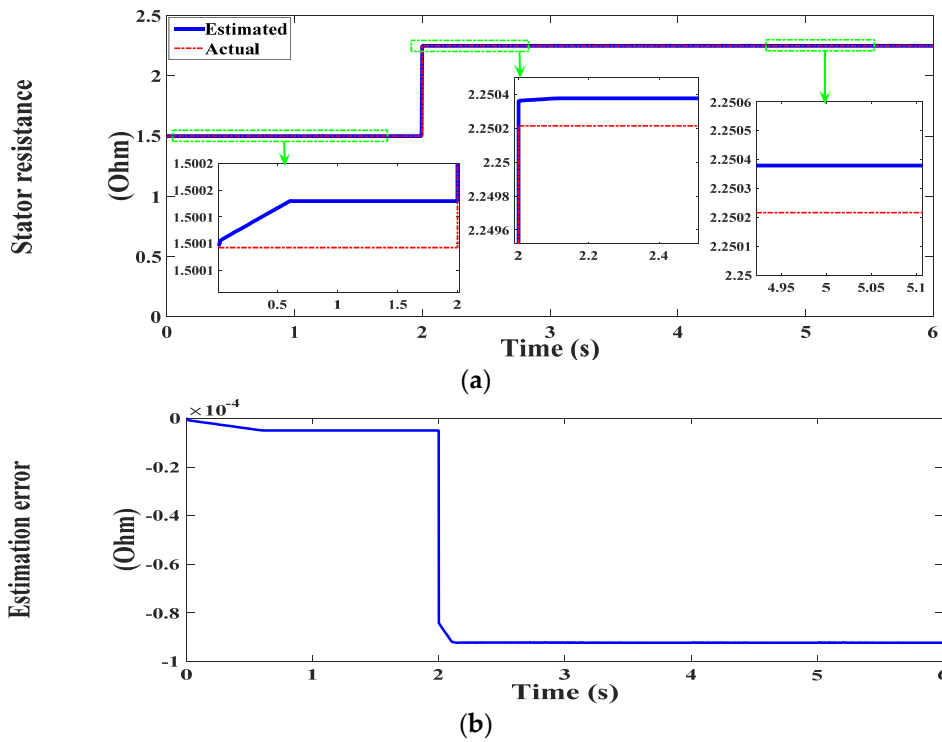 Stator resistance
(Ohm)
2.5
2
1.5
1
0.5
0
Estimated
Actual
1.5002
1.5002
1.5001
1.5001
1.5001
0.5 1 1.5 2
2.2504
2.2502
2.25
2.2498
2.2496
2 2.2 2.4
2.2506
2.2505
2.2504
2.2503
2.2502
2.2501
2.25
4.95 5 5.05 5.1
0 1 2 3 4 5 6
Time (s)
(a)
Estimation error
(Ohm)
×10-4
0
-0.2
-0.4
-0.6
-0.8
-1
0 1 2 3 4 5 6
Time (s)
(b)